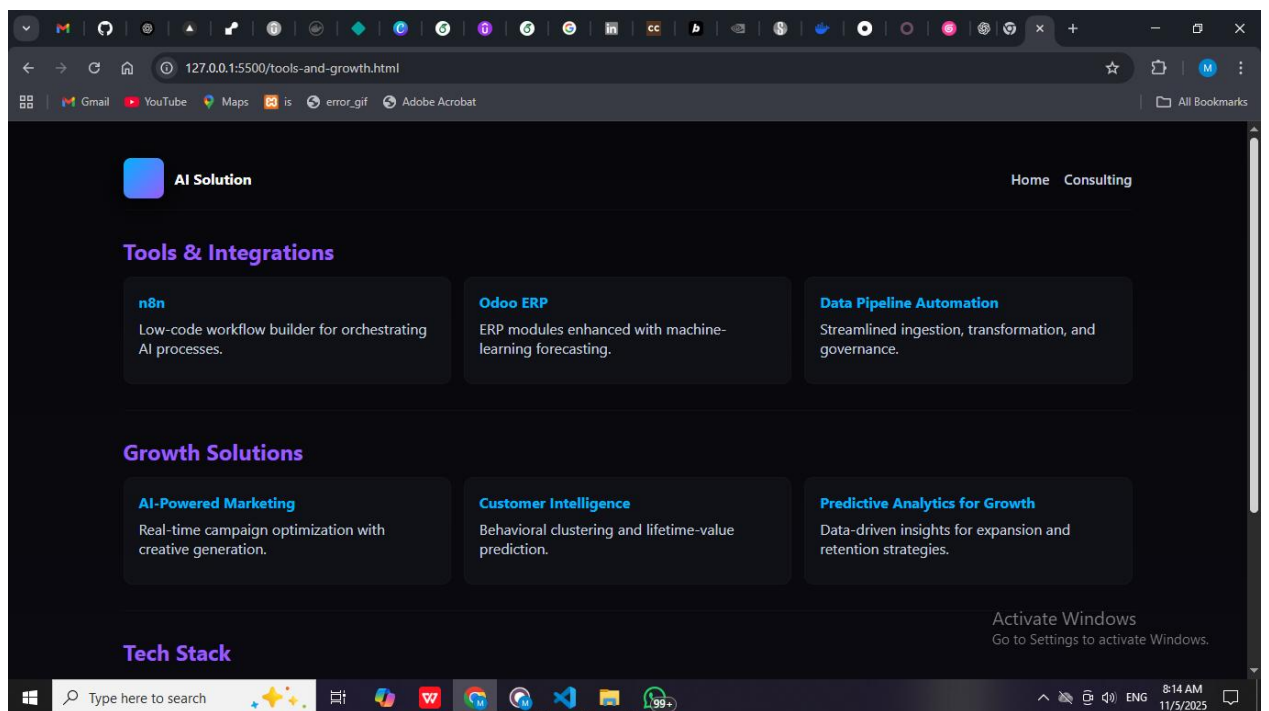 127.0.0.1:5500/tools-and-growth.html
M
Gmail YouTube Maps is error_gif Adobe Acrobat All Bookmarks
AI Solution Home Consulting
Tools & Integrations
n8n
Low-code workflow builder for orchestrating
AI processes.
Odoo ERP
ERP modules enhanced with machine-
learning forecasting.
Data Pipeline Automation
Streamlined ingestion, transformation, and
governance.
Growth Solutions
AI-Powered Marketing
Real-time campaign optimization with
creative generation.
Customer Intelligence
Behavioral clustering and lifetime-value
prediction.
Predictive Analytics for Growth
Data-driven insights for expansion and
retention strategies.
Activate Windows
Go to Settings to activate Windows.
Tech Stack
Type here to search
99+
ENG
8:14 AM
11/5/2025